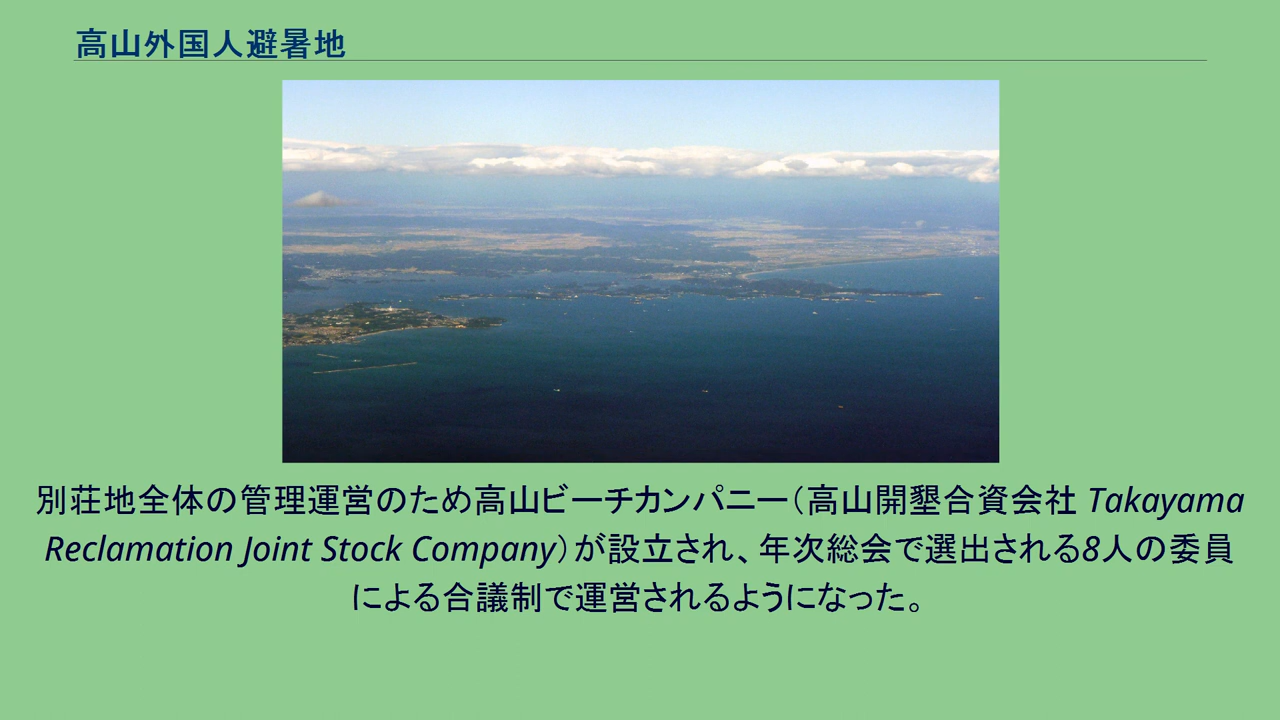 高山外国人避暑地
別荘地全体の管理運営のため高山ビーチカンパニー（高山開墾合資会社 Takayama
Reclamation Joint Stock Company）が設立され、年次総会で選出される8人の委員
による合議制で運営されるようになった。